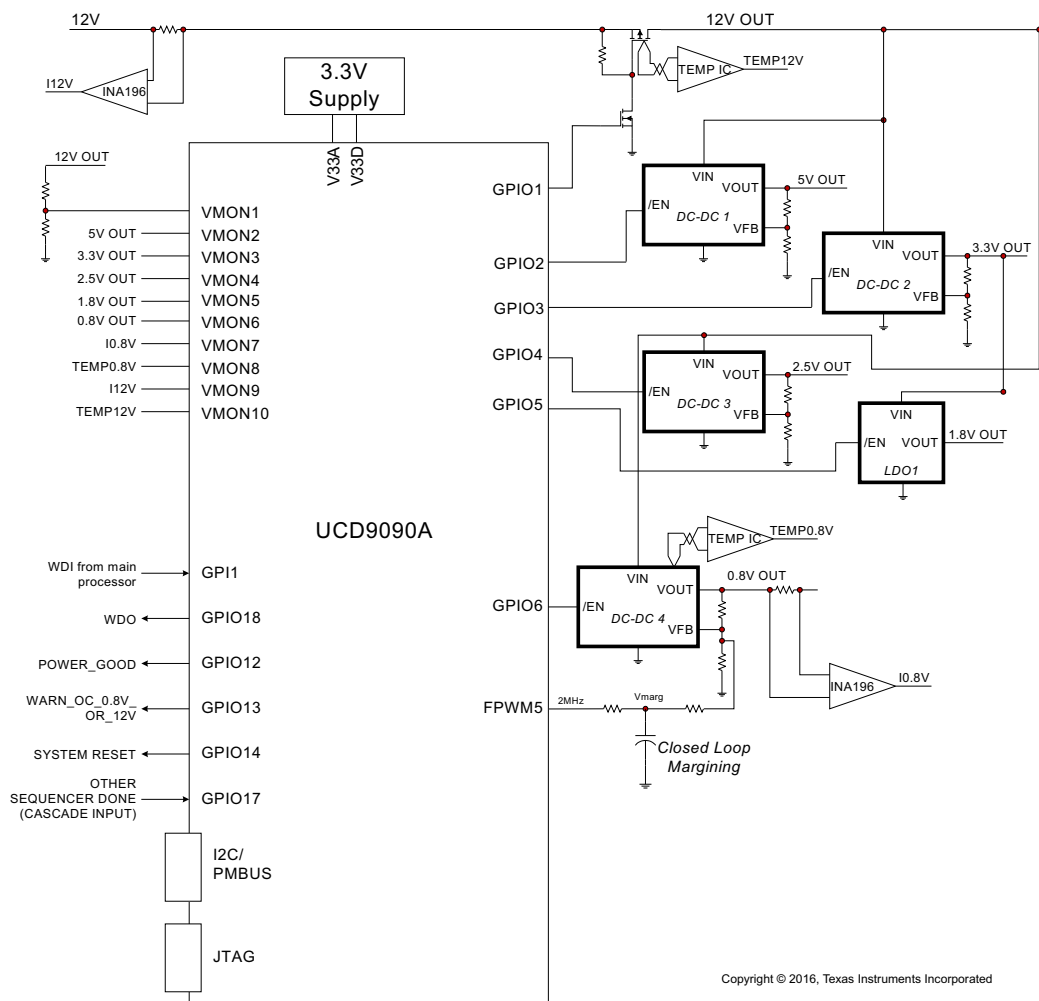 12V
12V OUT
I12V
INA196
TEMP IC
TEMP12V
3.3V
Supply
V33A
V33D
12V OUT
VMON1
5V OUT
VMON2
3.3V OUT
VMON3
2.5V OUT
VMON4
1.8V OUT
VMON5
0.8V OUT
VMON6
I0.8V
VMON7
TEMP0.8V
VMON8
I12V
VMON9
TEMP12V
VMON10
GPIO1
GPIO2
GPIO3
GPIO4
GPIO5
VIN
VOUT
5V OUT
/EN
DC-DC 1
VFB
VIN
VOUT
3.3V OUT
/EN
DC-DC 2
VFB
VIN
VOUT
2.5V OUT
/EN
DC-DC 3
VFB
VIN
/EN
VOUT
1.8V OUT
LDO1
UCD9090A
TEMP IC
TEMP0.8V
WDI from main
processor
GPI1
WDO
GPIO18
POWER_GOOD
GPIO12
WARN_OC_0.8V_
OR_12V
GPIO13
SYSTEM RESET
GPIO14
OTHER
SEQUENCER DONE
(CASCADE INPUT)
GPIO17
GPIO6
VIN
VOUT
0.8V OUT
/EN
DC-DC 4
VFB
INA196
I0.8V
FPWM5
2MHz
Vmarg
Closed Loop
Margining
I2C/
PMBUS
JTAG
Copyright © 2016, Texas Instruments Incorporated